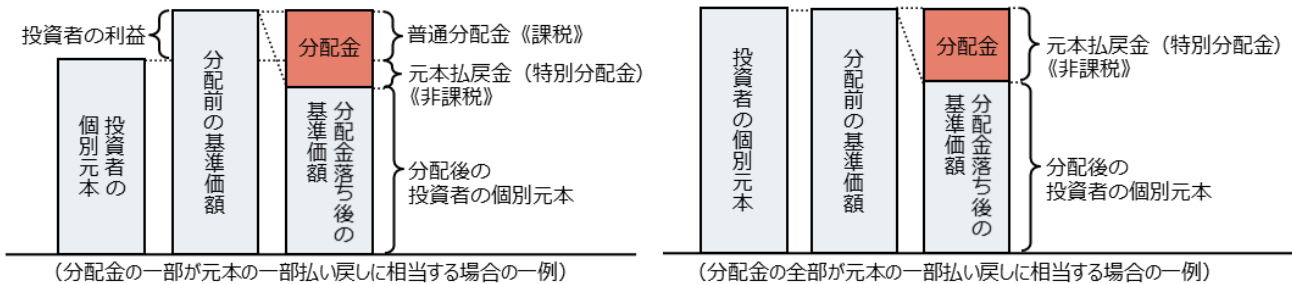 投資者の利益
投資者の
個別元本
分配前の基準価額
分配金
分配金落ち後の
基準価額
普通分配金《課税》
元本払戻金（特別分配金）
《非課税》
分配後の
投資者の個別元本
（分配金の一部が元本の一部払い戻しに相当する場合の一例）
投資者の個別元本
分配前の基準価額
分配金
分配金落ち後の
基準価額
元本払戻金（特別分配金）
《非課税》
分配後の
投資者の個別元本
（分配金の全部が元本の一部払い戻しに相当する場合の一例）